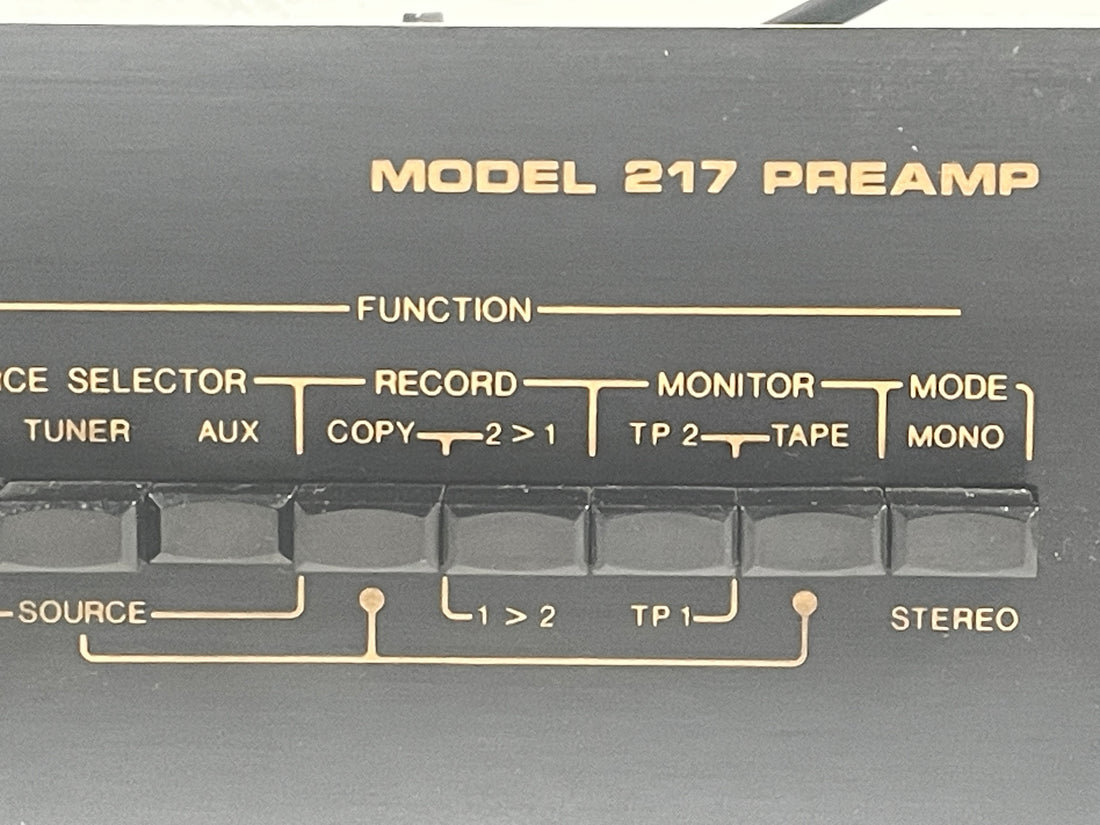 MODEL 217 PREAMP
FUNCTION
RCE SELECTOR RECORD MONITOR MODE
TUNER AUX COPY 2 > 1 TP 2 TAPE MONO
SOURCE 1 > 2 TP 1 STEREO